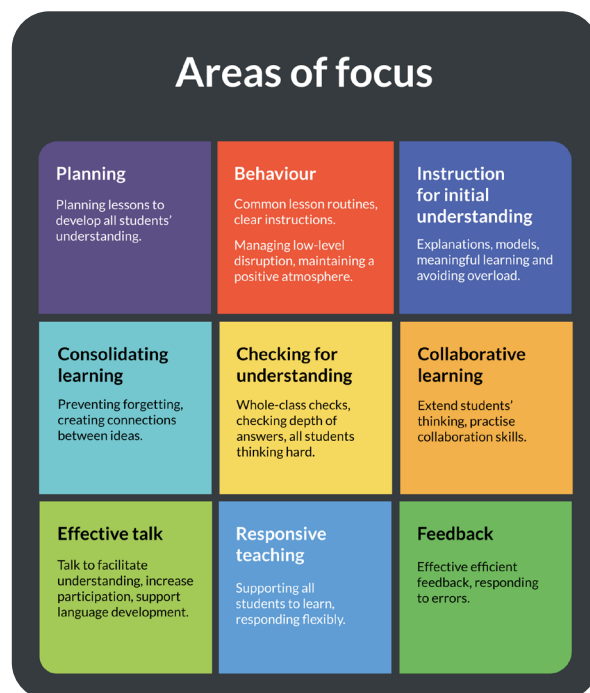 Areas of focus
Planning
Planning lessons to
develop all students'
understanding.
Behaviour
Common lesson routines,
clear instructions.
Managing low-level
disruption, maintaining a
positive atmosphere.
Instruction
for initial
understanding
Explanations, models,
meaningful learning and
avoiding overload.
Consolidating
learning
Preventing forgetting,
creating connections
between ideas.
Checking for
understanding
Whole-class checks,
checking depth of
answers, all students
thinking hard.
Collaborative
learning
Extend students'
thinking, practise
collaboration skills.
Effective talk
Talk to facilitate
understanding, increase
participation, support
language development.
Responsive
teaching
Supporting all
students to learn,
responding flexibly.
Feedback
Effective efficient
feedback, responding
to errors.